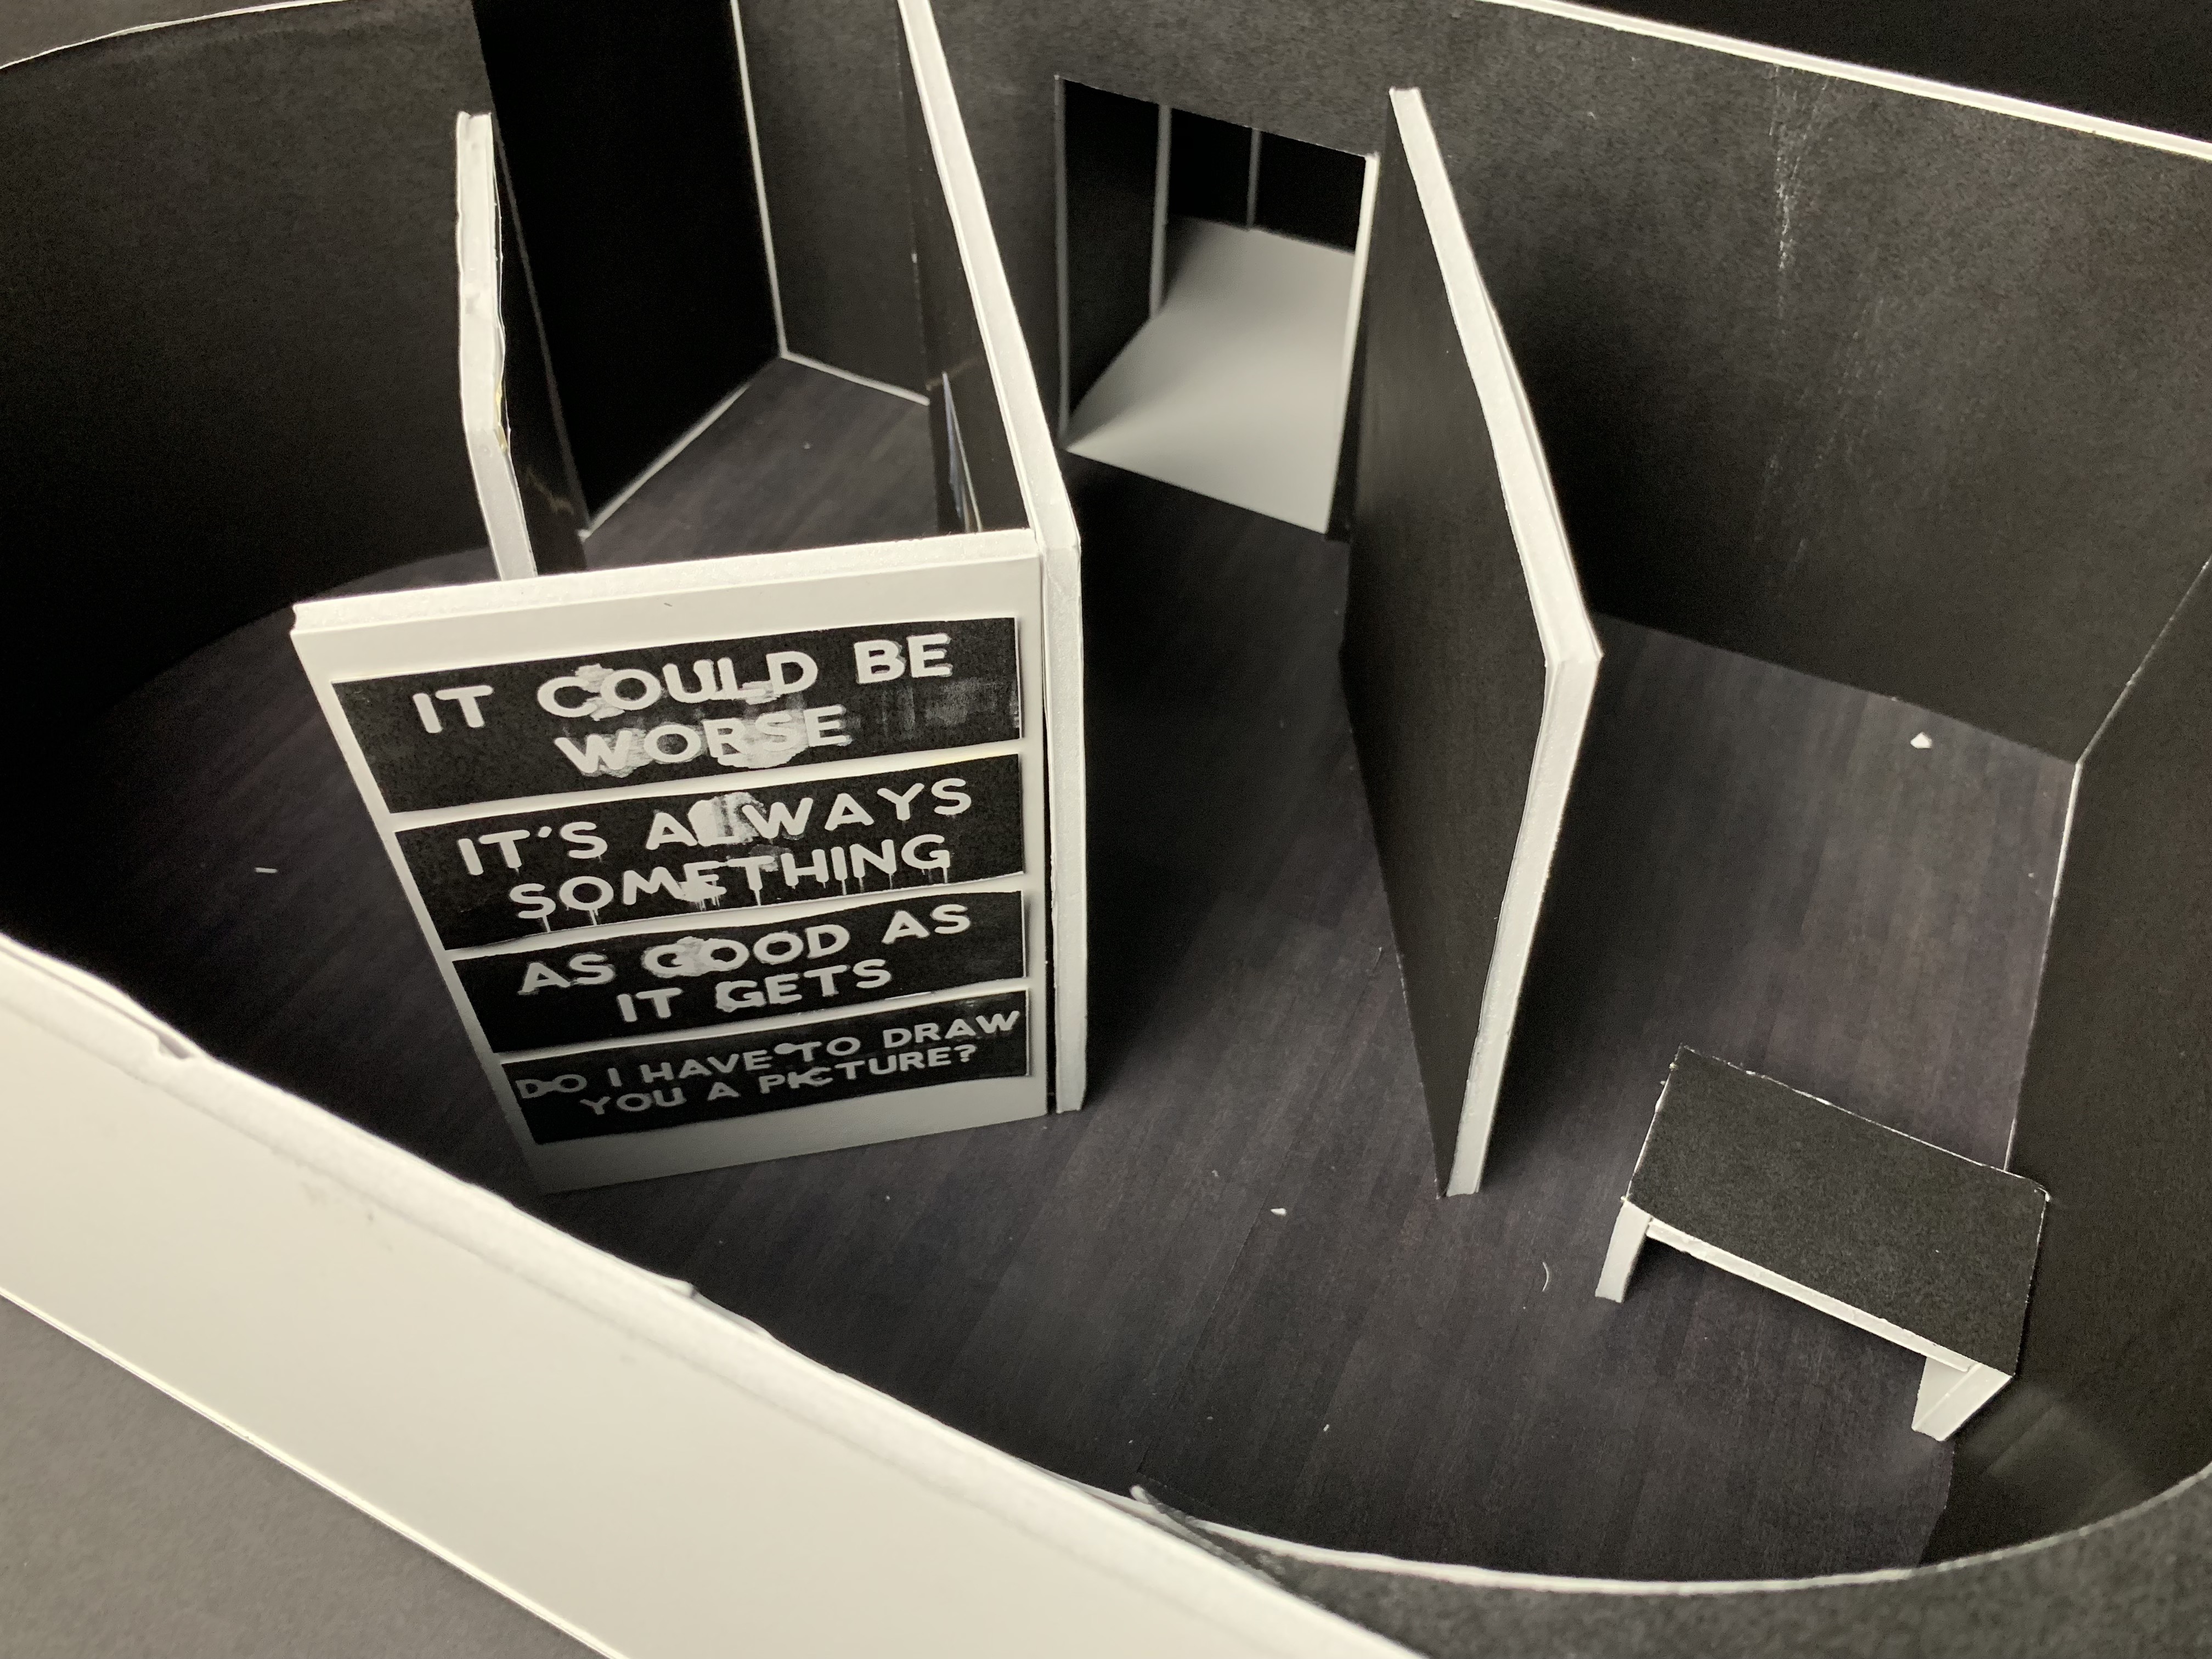 IT COULD BE
WORSE
IT'S ALWAYS
SOMETHING
AS GOOD AS
IT GETS
DO I HAVE TO DRAW
YOU A PICTURE?